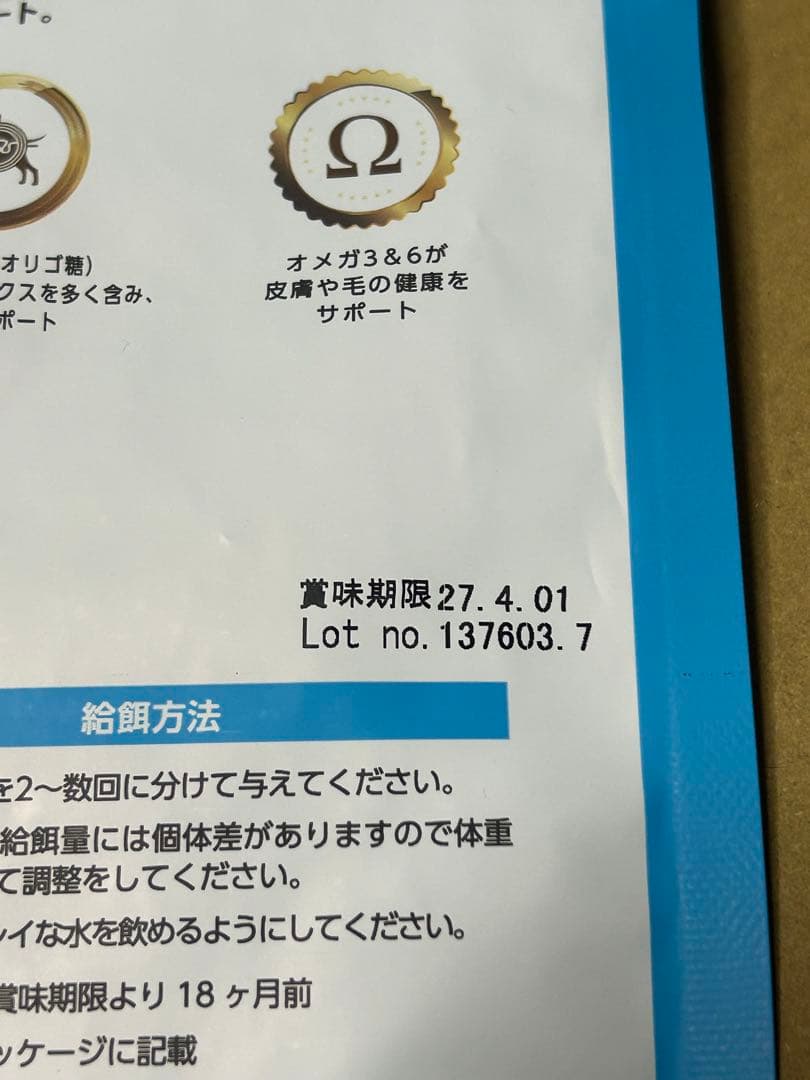 ート。
Ω
オリゴ糖)
クスを多く含み、
ポート
オメガ3&6が
皮膚や毛の健康を
サポート
賞味期限27.4.01
Lot no.137603.7
給餌方法
を2〜数回に分けて与えてください。
給餌量には個体差がありますので体重
て調整をしてください。
レイな水を飲めるようにしてください。
賞味期限より 18 ヶ月前
ッケージに記載